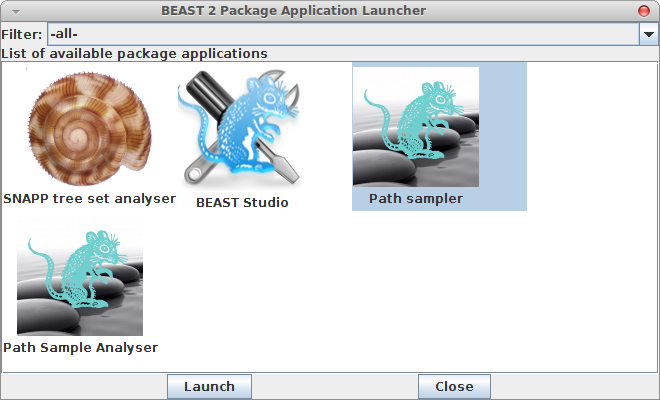 BEAST 2 Package Application Launcher
Filter: -all-
List of available package applications
SNAPP tree set analyser
BEAST Studio
Path sampler
Path Sample Analyser
Launch
Close